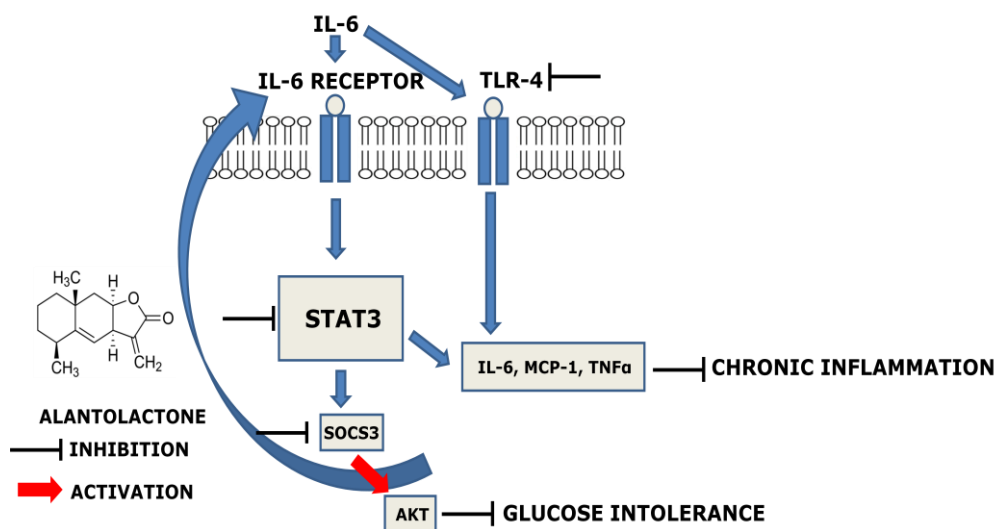 IL-6
IL-6 RECEPTOR
TLR-4
H₃C
H
O
O
H
CH₂
CH₃
STAT3
IL-6, MCP-1, TNFα
CHRONIC INFLAMMATION
ALANTOLACTONE
SOCS3
INHIBITION
ACTIVATION
AKT
GLUCOSE INTOLERANCE